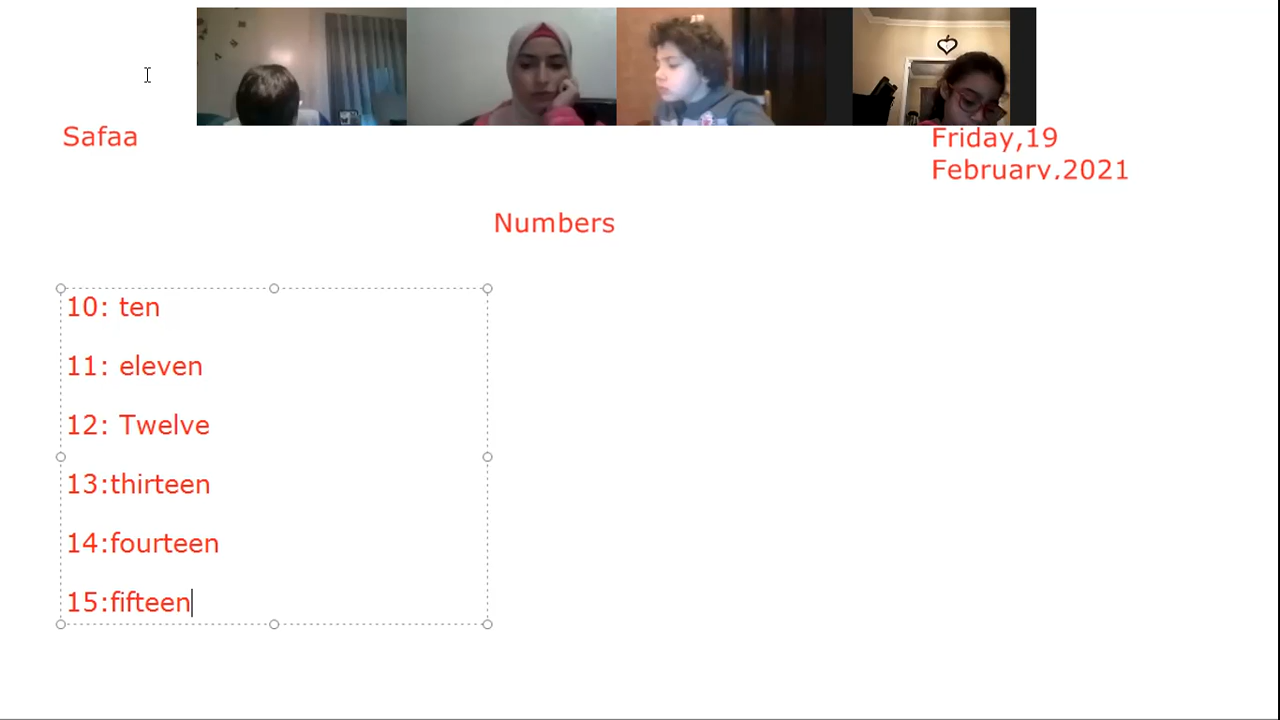 Safaa
Friday,19
February.2021
Numbers
10: ten
11: eleven
12: Twelve
13:thirteen
14:fourteen
15:fifteen